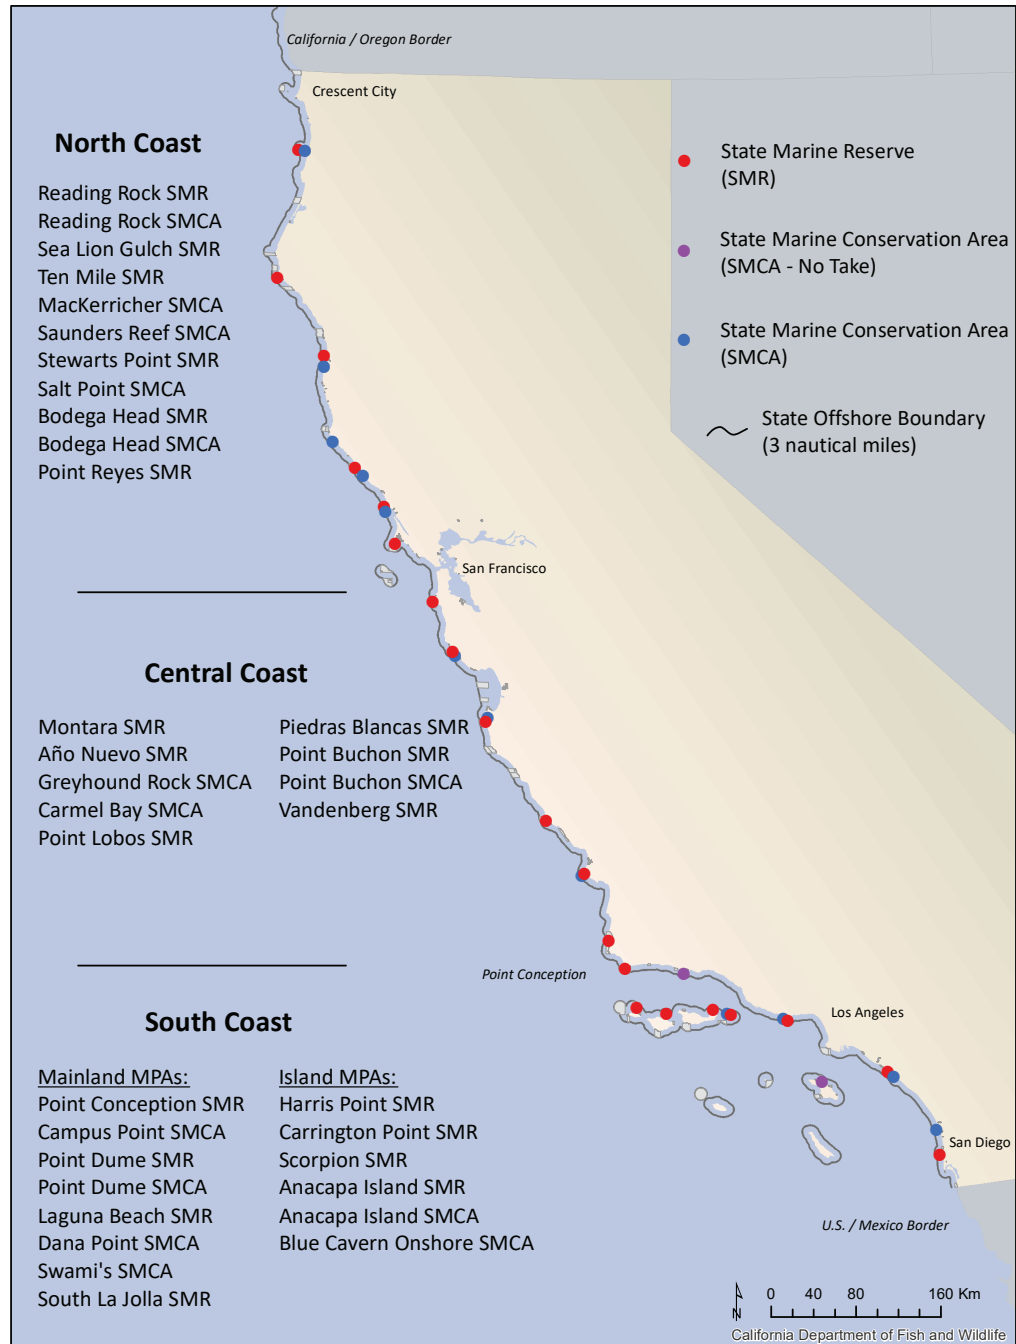 California / Oregon Border
Crescent City
North Coast
Reading Rock SMR
Reading Rock SMCA
Sea Lion Gulch SMR
Ten Mile SMR
MacKerricher SMCA
Saunders Reef SMCA
Stewarts Point SMR
Salt Point SMCA
Bodega Head SMR
Bodega Head SMCA
Point Reyes SMR
State Marine Reserve
(SMR)
State Marine Conservation Area
(SMCA - No Take)
State Marine Conservation Area
(SMCA)
State Offshore Boundary
(3 nautical miles)
San Francisco
Central Coast
Montara SMR
Año Nuevo SMR
Greyhound Rock SMCA
Carmel Bay SMCA
Point Lobos SMR
Piedras Blancas SMR
Point Buchon SMR
Point Buchon SMCA
Vandenberg SMR
Point Conception
Los Angeles
South Coast
Mainland MPAs:
Point Conception SMR
Campus Point SMCA
Point Dume SMR
Point Dume SMCA
Laguna Beach SMR
Dana Point SMCA
Swami's SMCA
South La Jolla SMR
Island MPAs:
Harris Point SMR
Carrington Point SMR
Scorpion SMR
Anacapa Island SMR
Anacapa Island SMCA
Blue Cavern Onshore SMCA
San Diego
U.S. / Mexico Border
N
0 40 80 160 Km
California Department of Fish and Wildlife